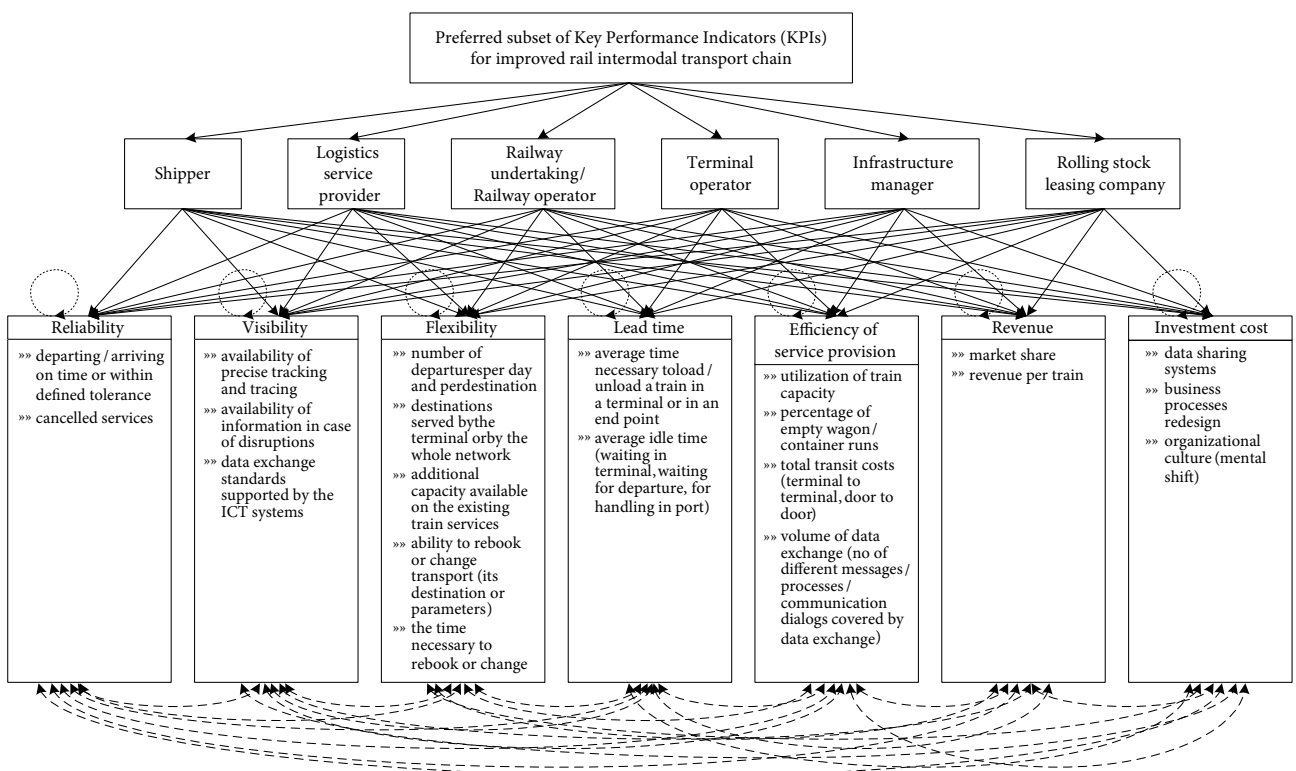 Preferred subset of Key Performance Indicators (KPIs)
for improved rail intermodal transport chain
Shipper
Logistics
service
provider
Railway
undertaking/
Railway operator
Terminal
operator
Infrastructure
manager
Rolling stock
leasing company
Reliability
»» departing/arriving
on time or within
defined tolerance
»» cancelled services
Visibility
»» availability of
precise tracking
and tracing
»» availability of
information in case
of disruptions
»» data exchange
standards
supported by the
ICT systems
Flexibility
»» number of
departuresper day
and perdestination
»» destinations
served bythe
terminal orby the
whole network
»» additional
capacity available
on the existing
train services
»» ability to rebook
or change
transport (its
destination or
parameters)
»» the time
necessary to
rebook or change
Lead time
»» average time
necessary toload/
unload a train in
a terminal or in an
end point
»» average idle time
(waiting in
terminal, waiting
for departure, for
handling in port)
Efficiency of
service provision
»» utilization of train
capacity
»» percentage of
empty wagon/
container runs
»» total transit costs
(terminal to
terminal, door to
door)
»» volume of data
exchange (no of
different messages/
processes/
communication
dialogs covered by
data exchange)
Revenue
»» market share
»» revenue per train
Investment cost
»» data sharing
systems
»» business
processes
redesign
»» organizational
culture (mental
shift)